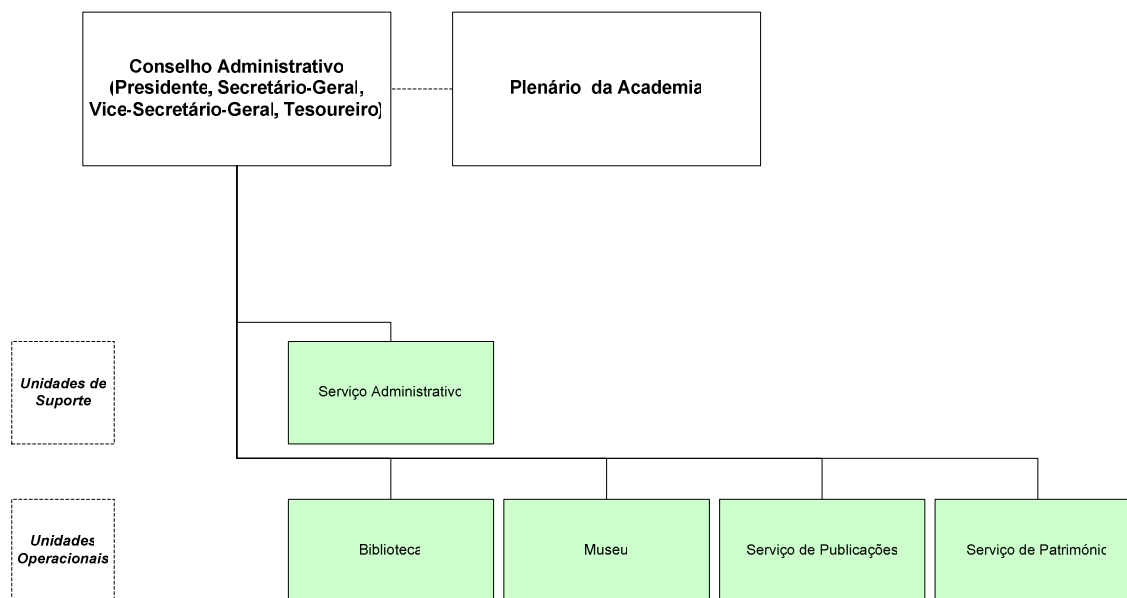 Conselho Administrativo
(Presidente, Secretário-Geral,
Vice-Secretário-Geral, Tesoureiro)
Plenário da Academia
Unidades de
Suporte
Serviço Administrativo
Unidades
Operacionais
Biblioteca
Museu
Serviço de Publicações
Serviço de Património